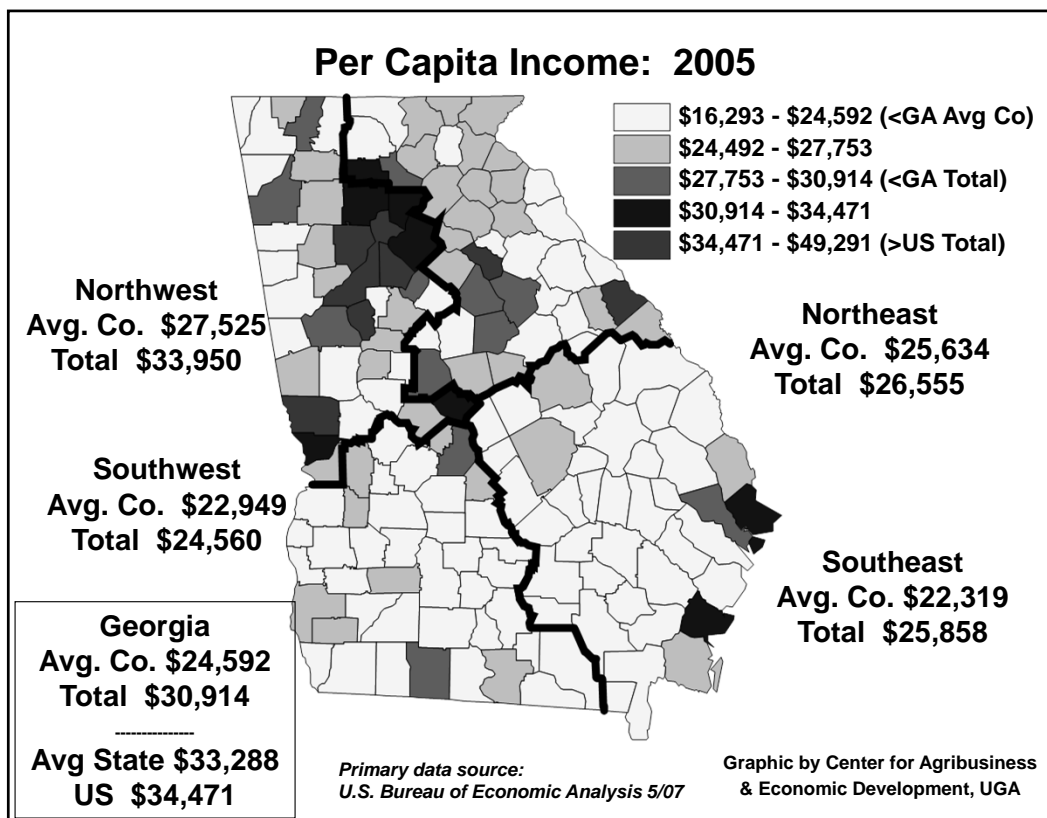 Per Capita Income:  2005
$16,293 - $24,592 (<GA Avg Co)
$24,492 - $27,753
$27,753 - $30,914 (<GA Total)
$30,914 - $34,471
$34,471 - $49,291 (>US Total)
Northwest
Avg. Co.  $27,525
Total  $33,950
Northeast
Avg. Co.  $25,634
Total  $26,555
Southwest
Avg. Co.  $22,949
Total  $24,560
Southeast
Avg. Co. $22,319
Total  $25,858
Georgia
Avg. Co. $24,592
Total  $30,914
---------------
Avg State $33,288
US  $34,471
Primary data source:
U.S. Bureau of Economic Analysis 5/07
Graphic by Center for Agribusiness
& Economic Development, UGA